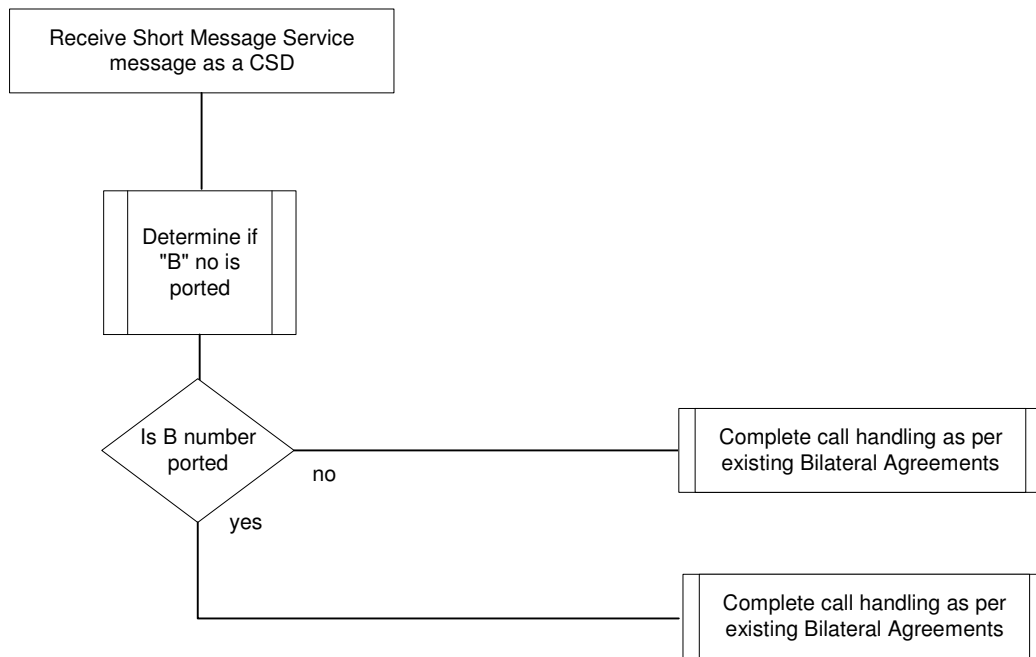 Receive Short Message Service
message as a CSD
Determine if
"B" no is
ported
Is B number
ported
no
yes
Complete call handling as per
existing Bilateral Agreements
Complete call handling as per
existing Bilateral Agreements